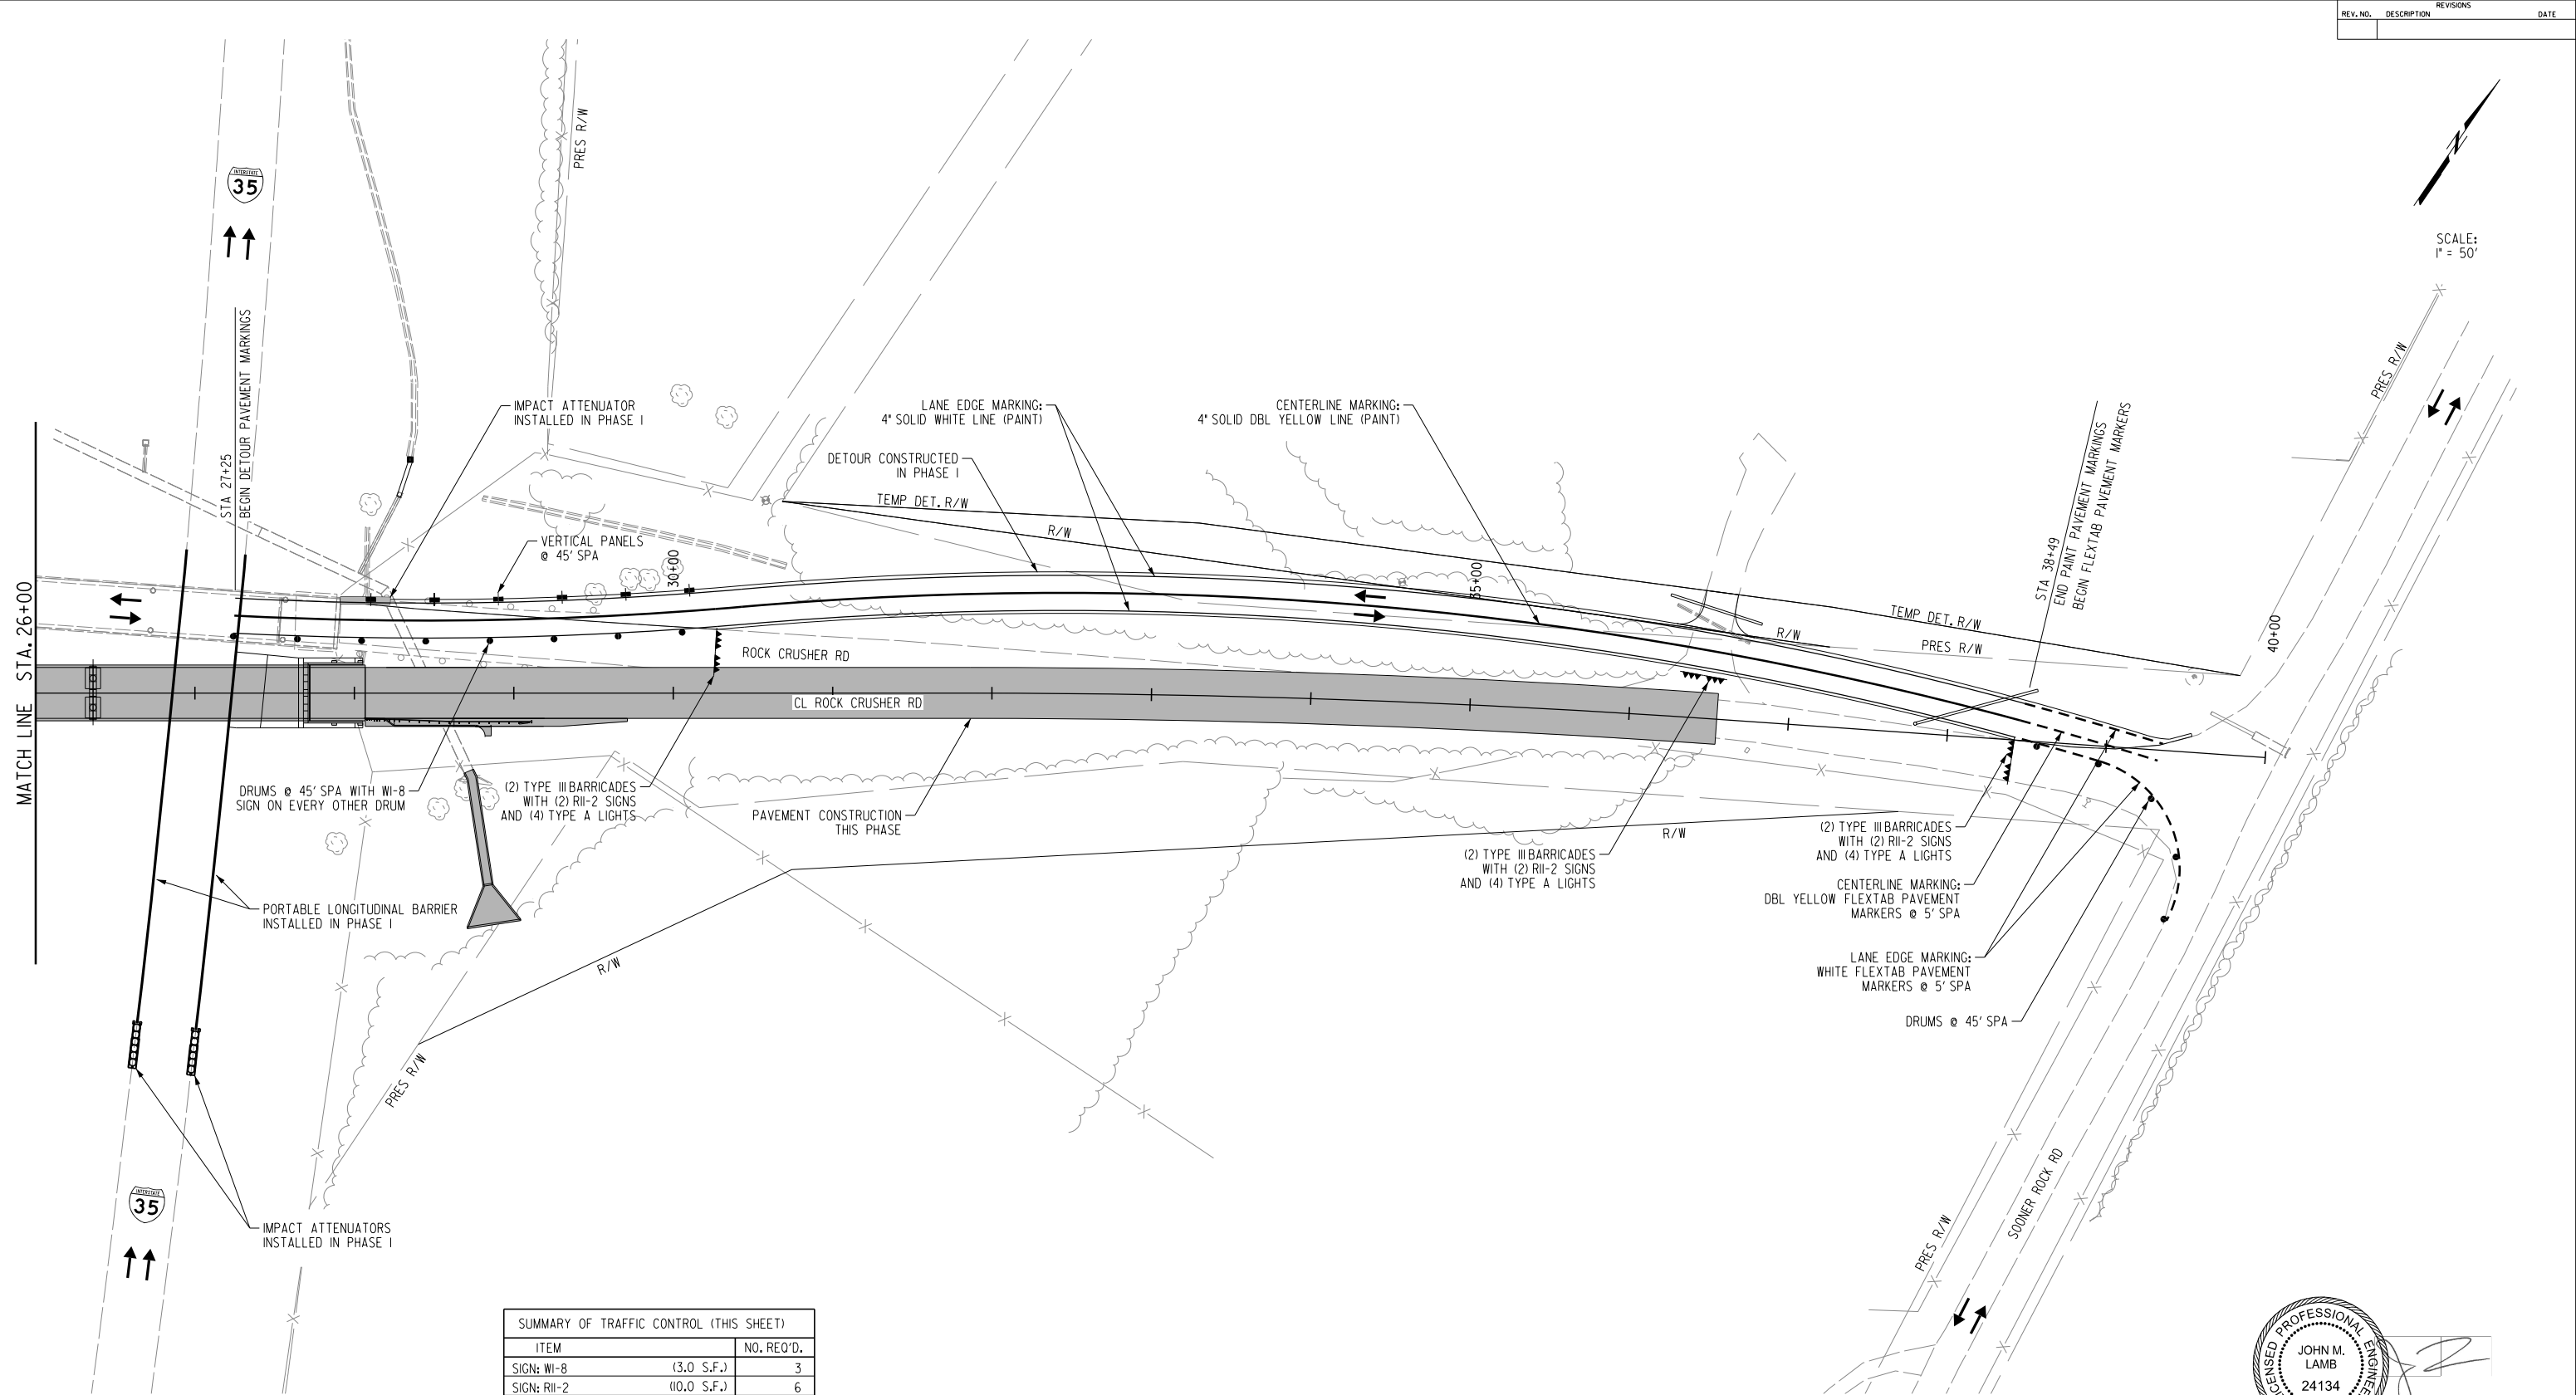 REVISIONS
REV. NO. DESCRIPTION DATE
N
SCALE:
1" = 50'
INTERSTATE
35
PRES R/W
STA 27+25
BEGIN DETOUR PAVEMENT MARKINGS
IMPACT ATTENUATOR
INSTALLED IN PHASE I
LANE EDGE MARKING:
4" SOLID WHITE LINE (PAINT)
CENTERLINE MARKING:
4" SOLID DBL YELLOW LINE (PAINT)
DETOUR CONSTRUCTED
IN PHASE I
TEMP DET. R/W
R/W
VERTICAL PANELS
@ 45' SPA
30+00
35+00
STA 38+49
END PAINT PAVEMENT MARKINGS
BEGIN FLEXTAB PAVEMENT MARKERS
PRES R/W
TEMP DET. R/W
R/W
PRES R/W
40+00
MATCH LINE STA. 26+00
ROCK CRUSHER RD
CL ROCK CRUSHER RD
DRUMS @ 45' SPA WITH W1-8
SIGN ON EVERY OTHER DRUM
(2) TYPE III BARRICADES
WITH (2) R11-2 SIGNS
AND (4) TYPE A LIGHTS
PAVEMENT CONSTRUCTION
THIS PHASE
R/W
(2) TYPE III BARRICADES
WITH (2) R11-2 SIGNS
AND (4) TYPE A LIGHTS
(2) TYPE III BARRICADES
WITH (2) R11-2 SIGNS
AND (4) TYPE A LIGHTS
CENTERLINE MARKING:
DBL YELLOW FLEXTAB PAVEMENT
MARKERS @ 5' SPA
LANE EDGE MARKING:
WHITE FLEXTAB PAVEMENT
MARKERS @ 5' SPA
DRUMS @ 45' SPA
PORTABLE LONGITUDINAL BARRIER
INSTALLED IN PHASE I
R/W
PRES R/W
INTERSTATE
35
IMPACT ATTENUATORS
INSTALLED IN PHASE I
PRES R/W
SOONER ROCK RD
SUMMARY OF TRAFFIC CONTROL (THIS SHEET)
ITEM NO. REQ'D.
SIGN: W1-8 (3.0 S.F.) 3
SIGN: R11-2 (10.0 S.F.) 6
LICENSED PROFESSIONAL
JOHN M.
LAMB
24134